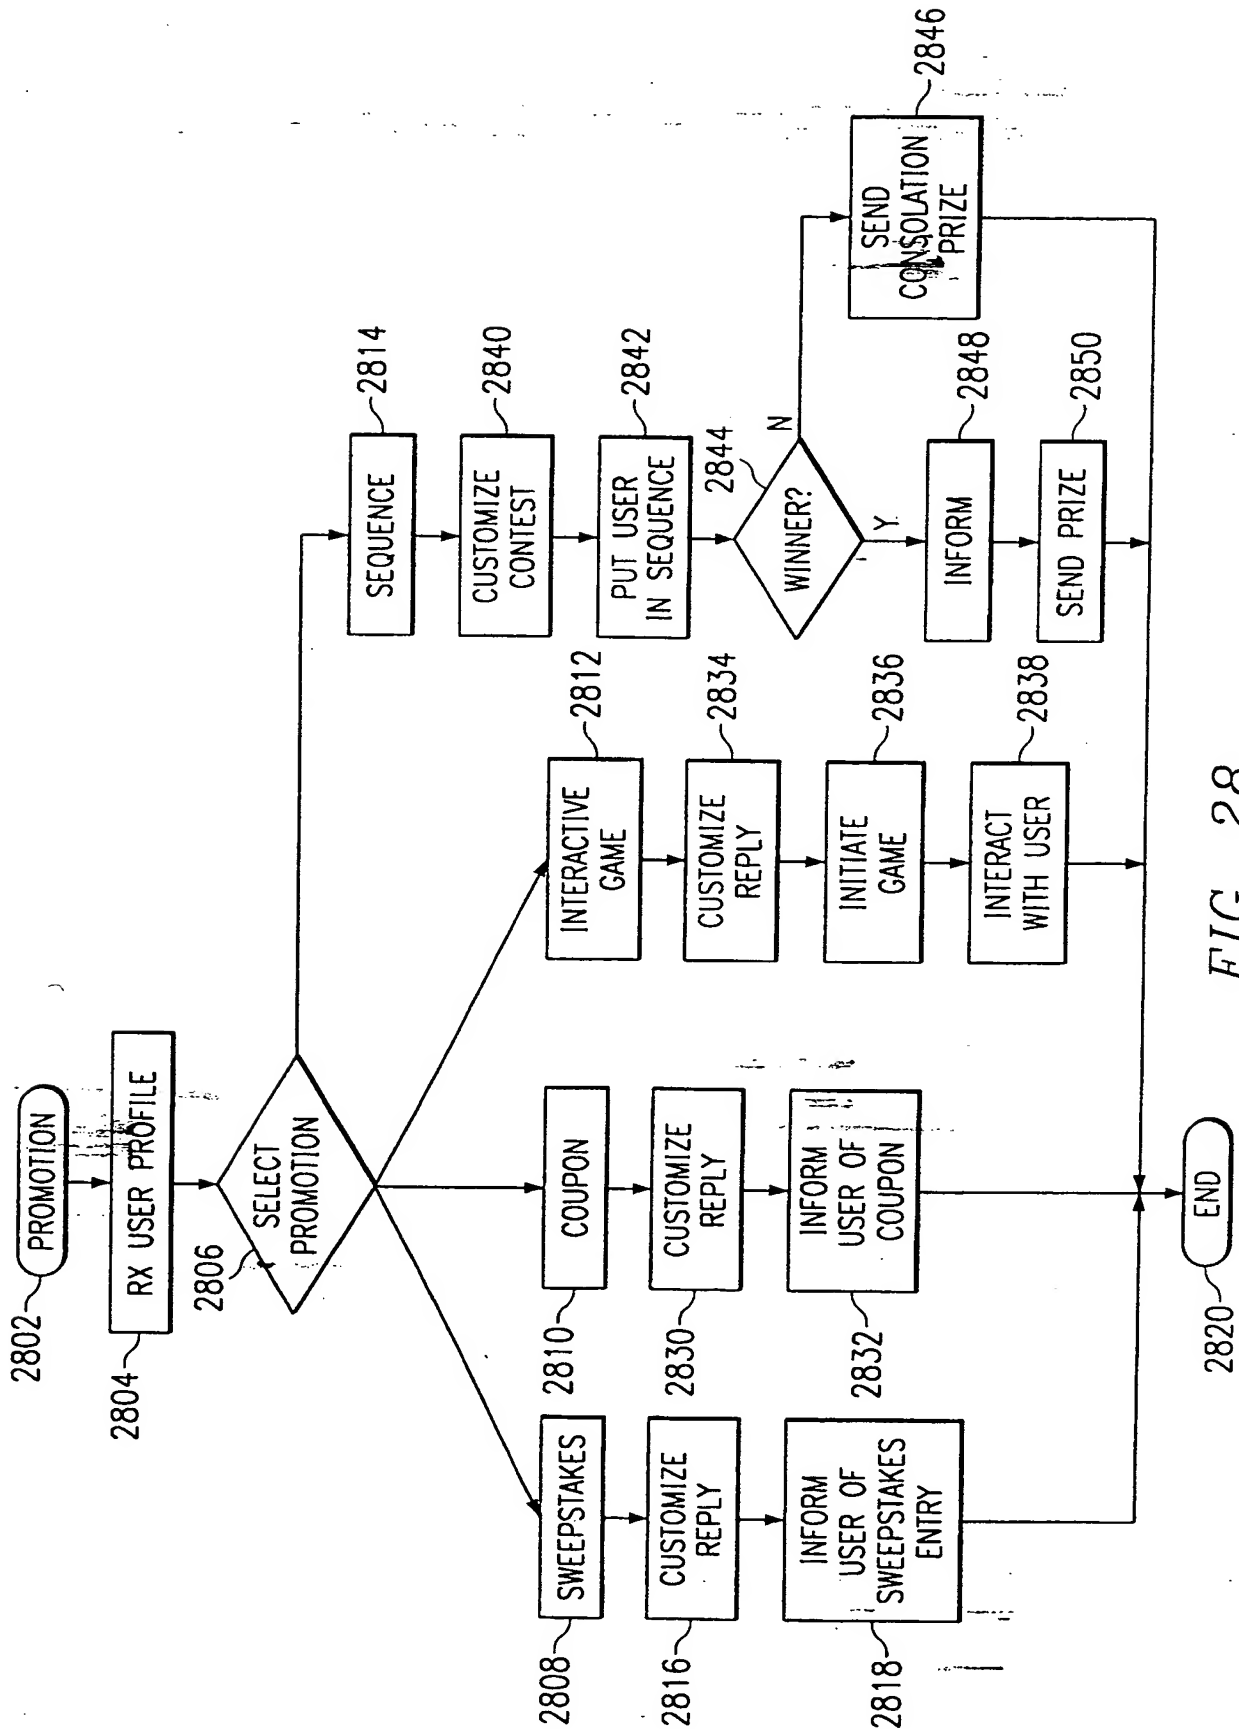 2802
PROMOTION
2804
RX USER PROFILE
2806
SELECT
PROMOTION
2808
SWEEPSTAKES
2816
CUSTOMIZE
REPLY
2818
INFORM
USER OF
SWEEPSTAKES
ENTRY
2810
COUPON
2830
CUSTOMIZE
REPLY
2832
INFORM
USER OF
COUPON
INTERACTIVE
GAME
2812
CUSTOMIZE
REPLY
2834
INITIATE
GAME
2836
INTERACT
WITH USER
2838
SEQUENCE
2814
CUSTOMIZE
CONTEST
2840
PUT USER
IN SEQUENCE
2842
2844
WINNER?
N
Y
INFORM
2848
SEND PRIZE
2850
SEND
CONSOLATION
PRIZE
2846
2820
END
FIG. 28